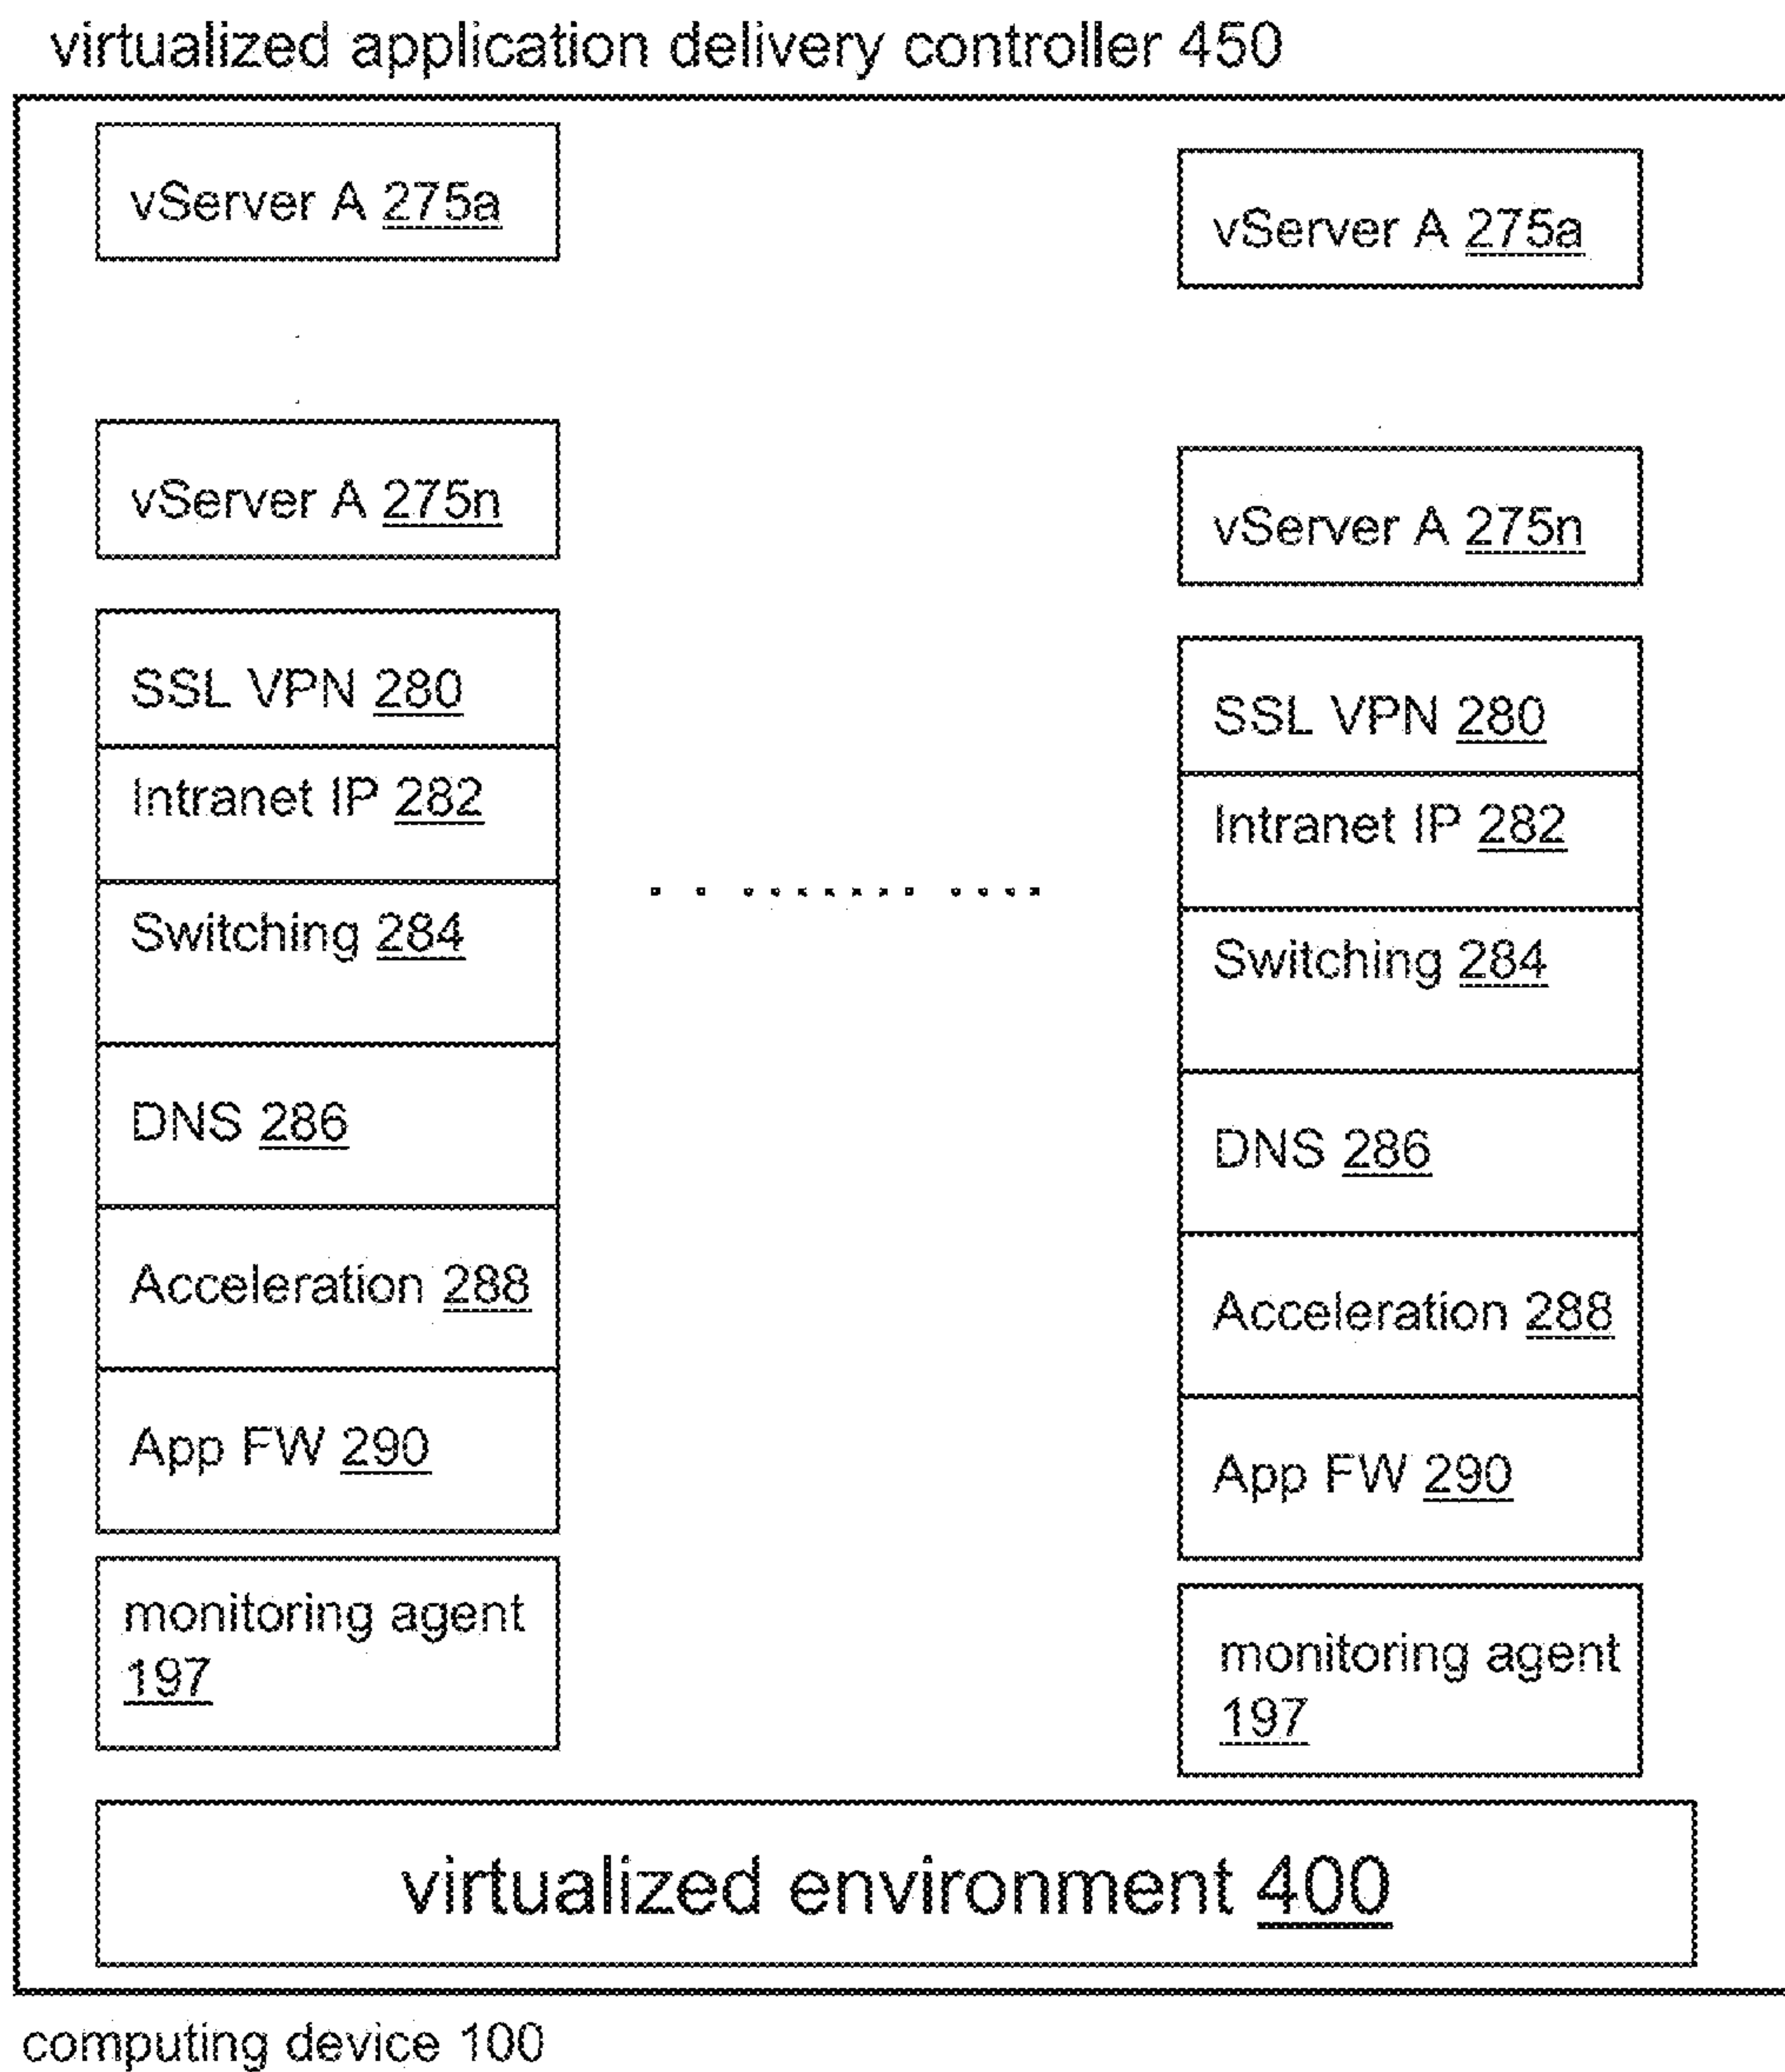 virtualized application delivery controller 450
vServer A 275a
vServer A 275n
SSL VPN 280
Intranet IP 282
Switching 284
DNS 286
Acceleration 288
App FW 290
monitoring agent
197
vServer A 275a
vServer A 275n
SSL VPN 280
Intranet IP 282
Switching 284
DNS 286
Acceleration 288
App FW 290
monitoring agent
197
virtualized environment 400
computing device 100